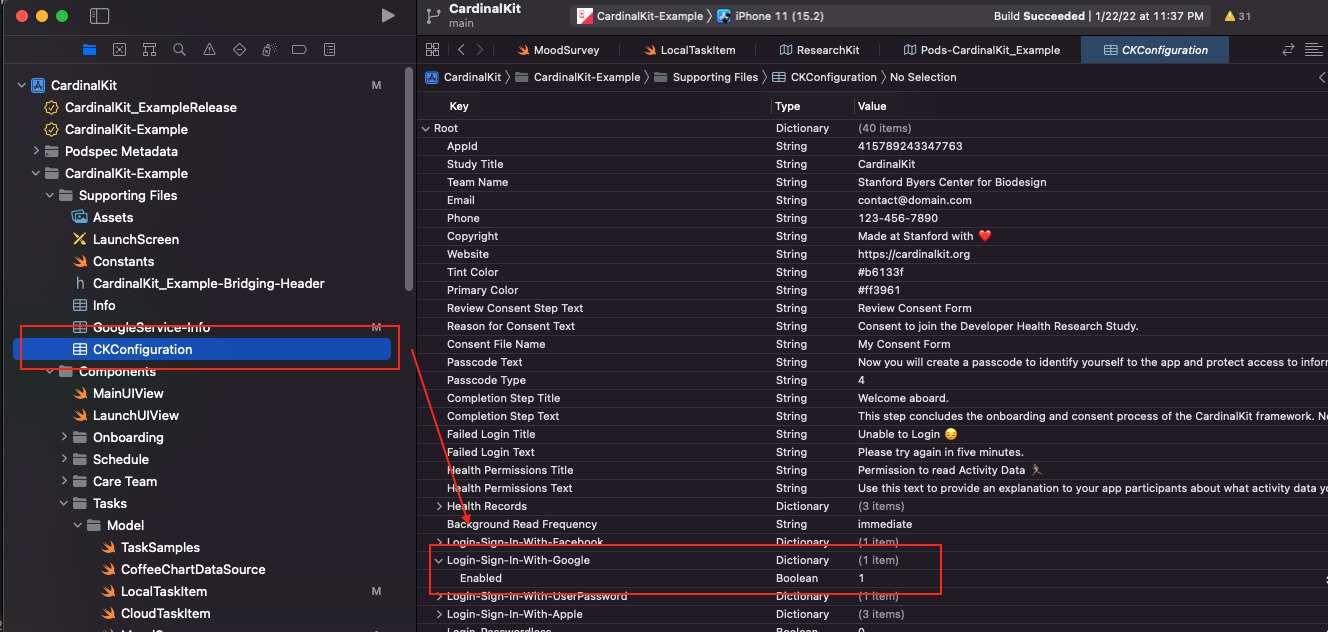 CardinalKit
main
CardinalKit-Example
iPhone 11 (15.2)
Build Succeeded | 1/22/22 at 11:37 PM
31
MoodSurvey
LocalTaskItem
ResearchKit
Pods-CardinalKit_Example
CKConfiguration
CardinalKit
CardinalKit-Example
Supporting Files
CKConfiguration
No Selection
CardinalKit M
CardinalKit_ExampleRelease
CardinalKit-Example
Podspec Metadata
CardinalKit-Example
Supporting Files
Assets
LaunchScreen
Constants
h CardinalKit_Example-Bridging-Header
Info
GoogleService-Info M
CKConfiguration
Components
MainUIView
LaunchUIView
Onboarding
Schedule
Care Team
Tasks
Model
TaskSamples
CoffeeChartDataSource
LocalTaskItem M
CloudTaskItem
Key Type Value
Root Dictionary (40 items)
AppId String 415789243347763
Study Title String CardinalKit
Team Name String Stanford Byers Center for Biodesign
Email String contact@domain.com
Phone String 123-456-7890
Copyright String Made at Stanford with ❤️
Website String https://cardinalkit.org
Tint Color String #b6133f
Primary Color String #ff3961
Review Consent Step Text String Review Consent Form
Reason for Consent Text String Consent to join the Developer Health Research Study.
Consent File Name String My Consent Form
Passcode Text String Now you will create a passcode to identify yourself to the app and protect access to infor
Passcode Type String 4
Completion Step Title String Welcome aboard.
Completion Step Text String This step concludes the onboarding and consent process of the CardinalKit framework. Ne
Failed Login Title String Unable to Login 😔
Failed Login Text String Please try again in five minutes.
Health Permissions Title String Permission to read Activity Data 🏃
Health Permissions Text String Use this text to provide an explanation to your app participants about what activity data yo
Health Records Dictionary (3 items)
Background Read Frequency String immediate
Login-Sign-In-With-Facebook Dictionary (1 item)
Login-Sign-In-With-Google Dictionary (1 item)
Enabled Boolean 1
Login-Sign-In-With-UserPassword Dictionary (1 item)
Login-Sign-In-With-Apple Dictionary (3 items)
Login-Passwordless Boolean 0